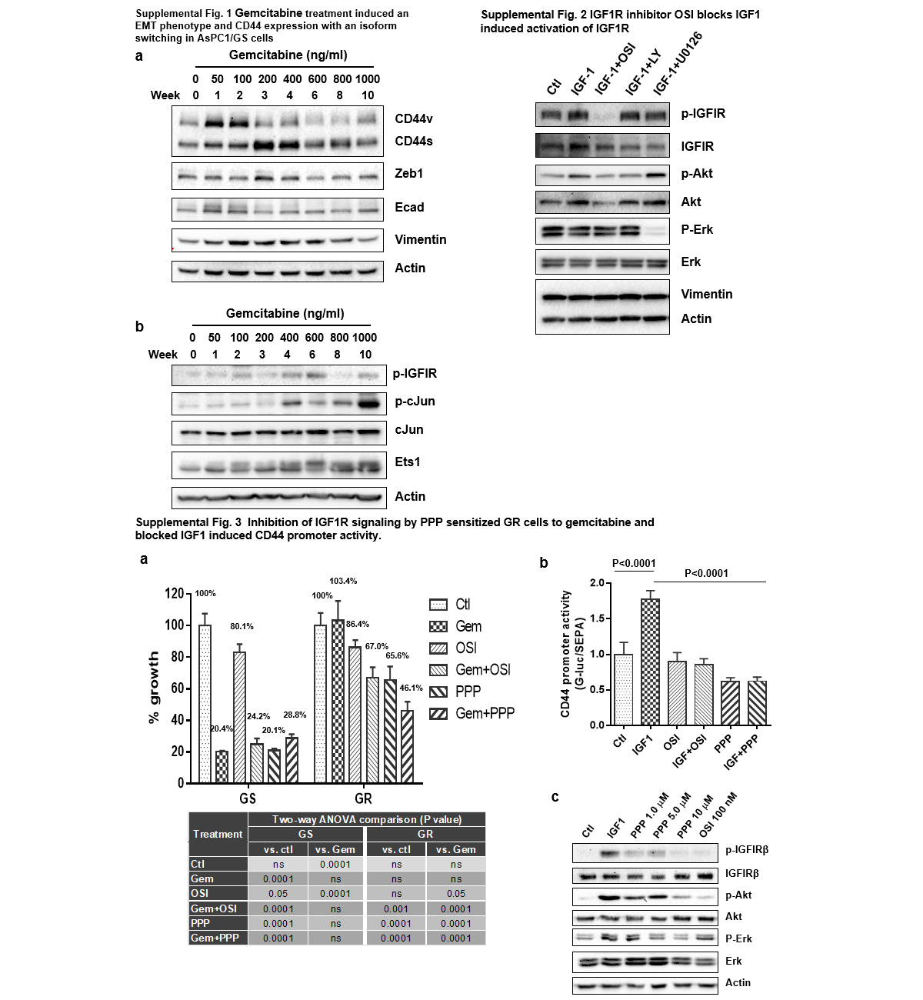 Supplemental Fig. 1 Gemcitabine treatment induced an
EMT phenotype and CD44 expression with an isoform
switching in AsPC1/GS cells
a
Gemcitabine (ng/ml)
0 50 100 200 400 600 800 1000
Week 0 1 2 3 4 6 8 10
CD44v
CD44s
Zeb1
Ecad
Vimentin
Actin
b
Gemcitabine (ng/ml)
0 50 100 200 400 600 800 1000
Week 0 1 2 3 4 6 8 10
p-IGFIR
p-cJun
cJun
Ets1
Actin
Supplemental Fig. 2 IGF1R inhibitor OSI blocks IGF1
induced activation of IGF1R
Ctl IGF-1 IGF-1+OSI IGF-1+LY IGF-1+U0126
p-IGFIR
IGFIR
p-Akt
Akt
P-Erk
Erk
Vimentin
Actin
Supplemental Fig. 3 Inhibition of IGF1R signaling by PPP sensitized GR cells to gemcitabine and
blocked IGF1 induced CD44 promoter activity.
a
% growth
120
100
80
60
40
20
0
100% 20.4% 80.1% 24.2% 20.1% 28.8%
100% 103.4% 86.4% 67.0% 65.6% 46.1%
GS GR
Ctl
Gem
OSI
Gem+OSI
PPP
Gem+PPP
Treatment Two-way ANOVA comparison (P value)
GS GR
vs. ctl vs. Gem vs. ctl vs. Gem
Ctl ns 0.0001 ns ns
Gem 0.0001 ns ns ns
OSI 0.05 0.0001 ns 0.05
Gem+OSI 0.0001 ns 0.001 0.0001
PPP 0.0001 ns 0.0001 0.0001
Gem+PPP 0.0001 ns 0.0001 0.0001
b
P<0.0001
P<0.0001
CD44 promoter activity
(G-luc/SEPA)
2.0
1.5
1.0
0.5
0.0
Ctl IGF1 OSI IGF+OSI PPP IGF+PPP
c
Ctl IGF1 PPP 1.0 µM PPP 5.0 µM PPP 10 µM OSI 100 nM
p-IGFIRβ
IGFIRβ
p-Akt
Akt
P-Erk
Erk
Actin